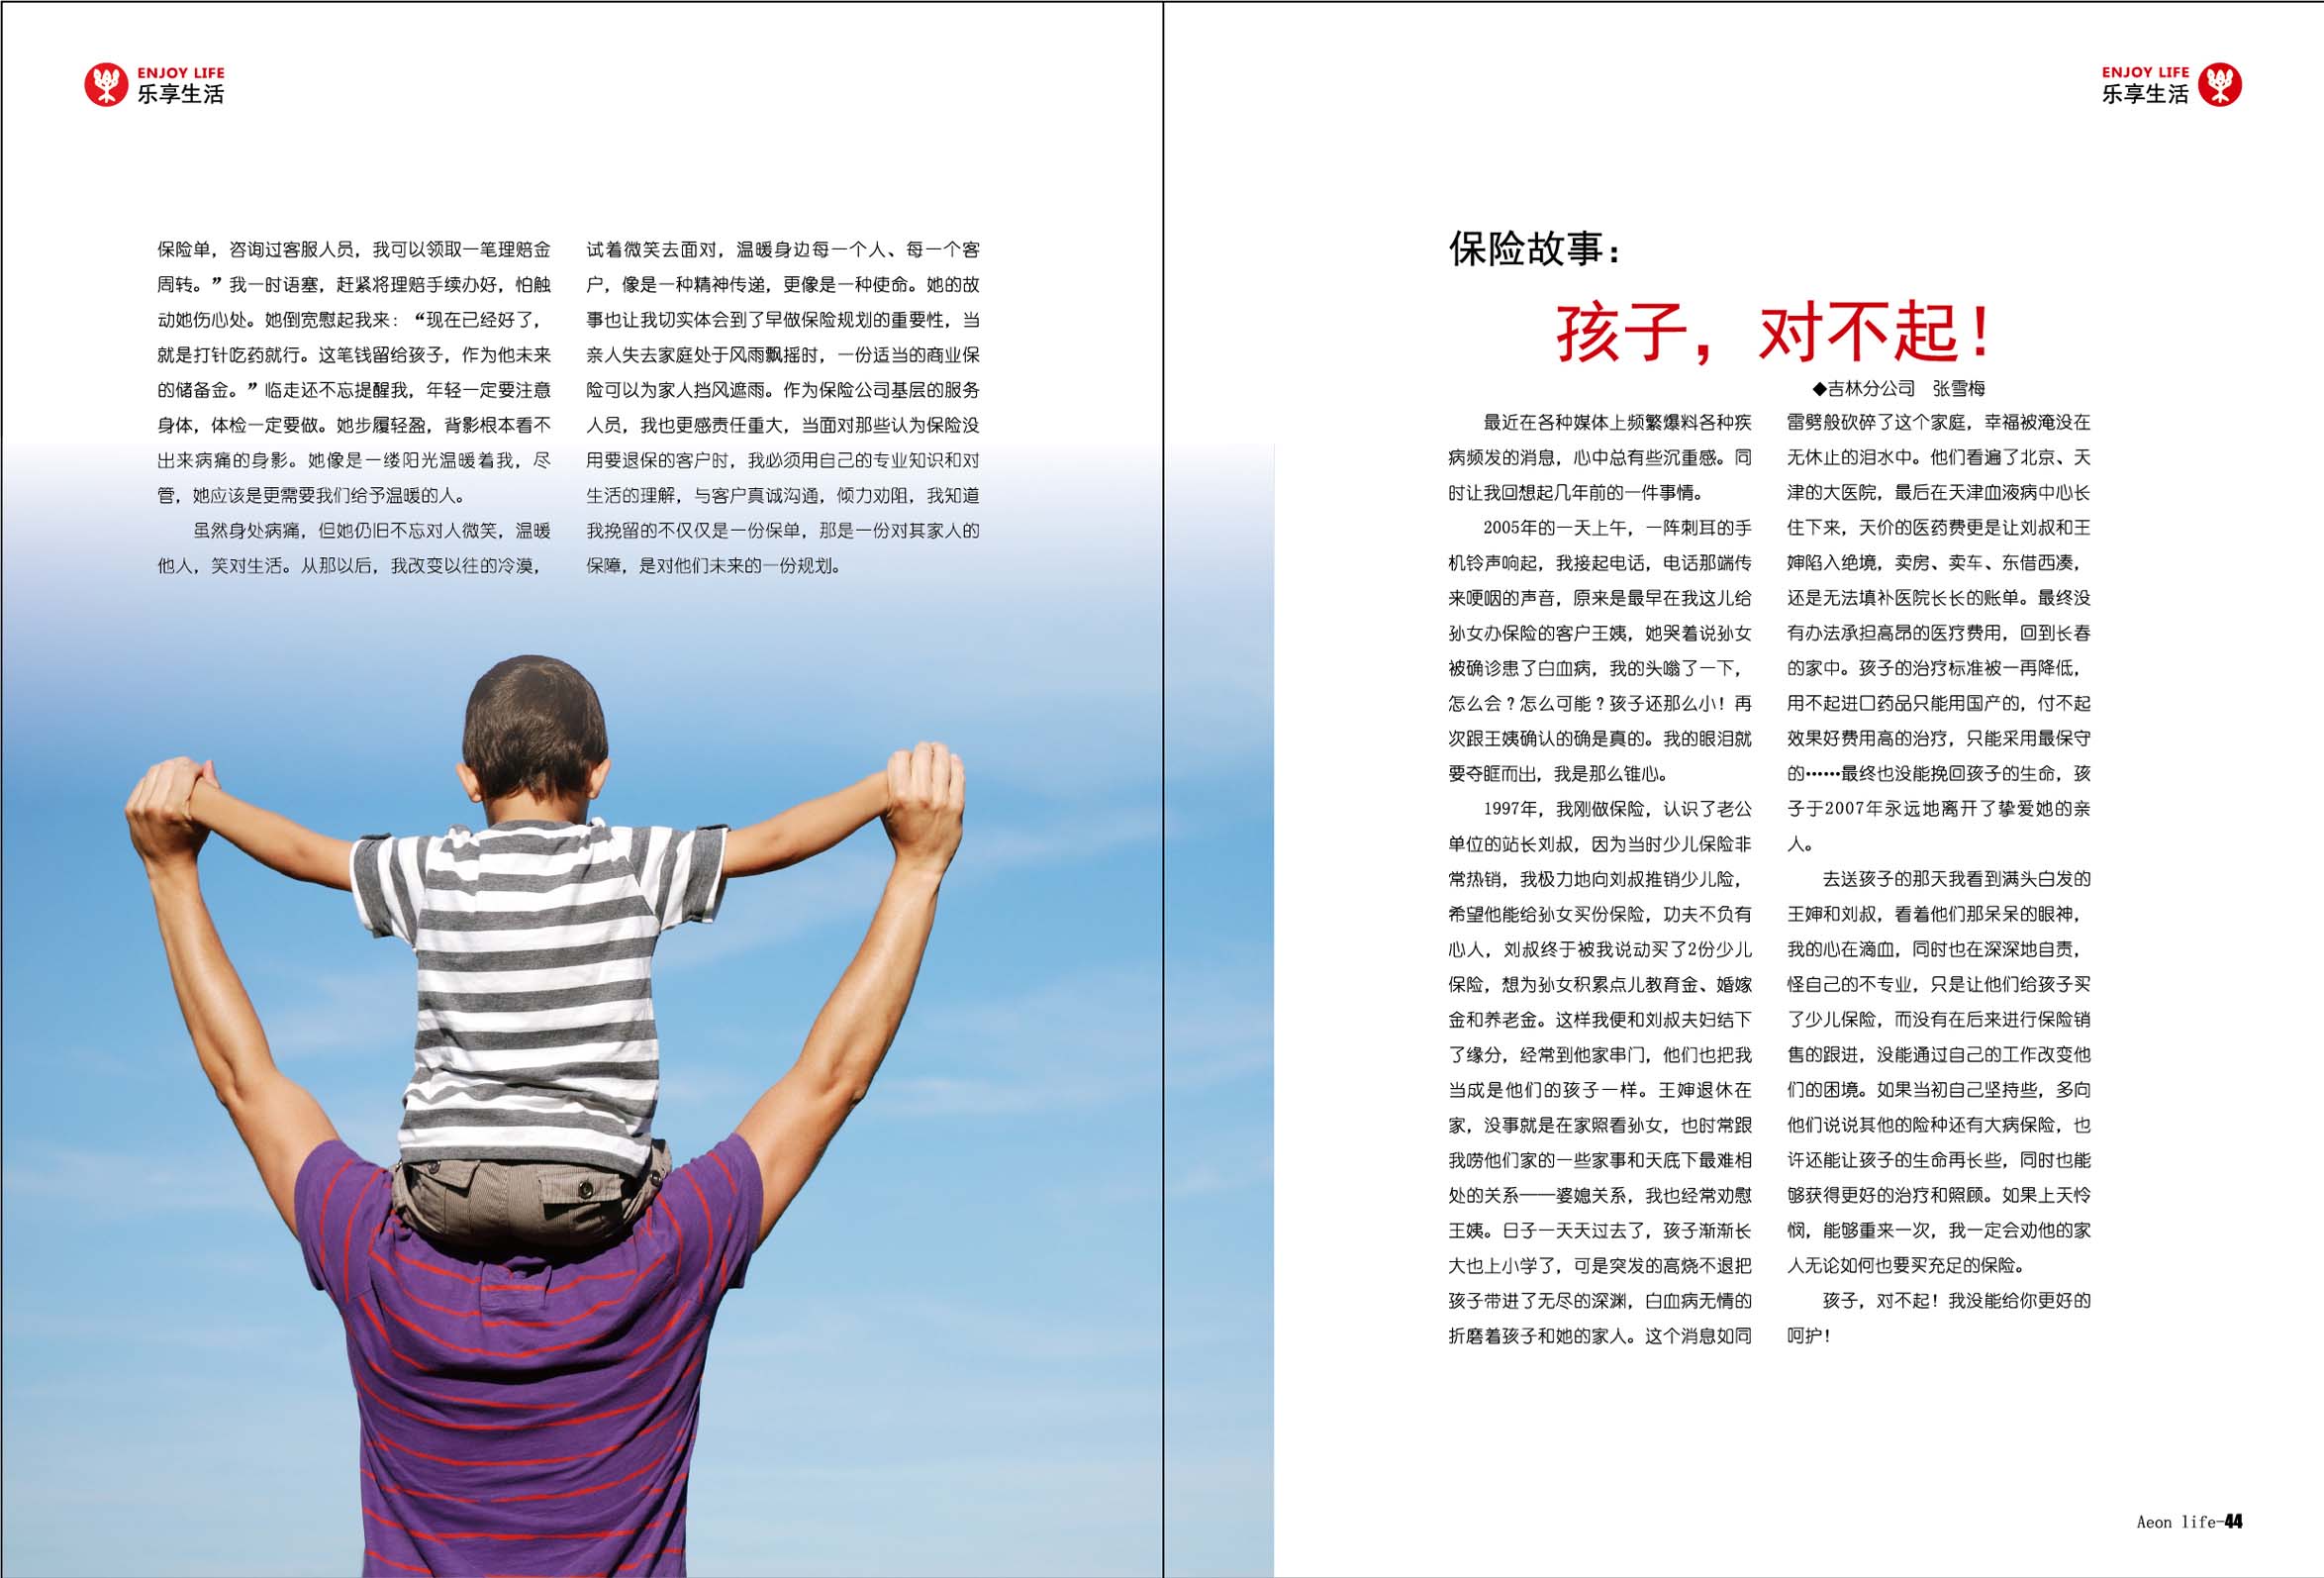 ENJOY LIFE
乐享生活
保险单，咨询过客服人员，我可以领取一笔理赔金
周转。”我一时语塞，赶紧将理赔手续办好，怕触
动她伤心处。她倒宽慰起我来：“现在已经好了，
就是打针吃药就行。这笔钱留给孩子，作为他未来
的储备金。”临走还不忘提醒我，年轻一定要注意
身体，体检一定要做。她步履轻盈，背影根本看不
出来病痛的身影。她像是一缕阳光温暖着我，尽
管，她应该是更需要我们给予温暖的人。
虽然身处病痛，但她仍旧不忘对人微笑，温暖
他人，笑对生活。从那以后，我改变以往的冷漠，
试着微笑去面对，温暖身边每一个人、每一个客
户，像是一种精神传递，更像是一种使命。她的故
事也让我切实体会到了早做保险规划的重要性，当
亲人失去家庭处于风雨飘摇时，一份适当的商业保
险可以为家人挡风遮雨。作为保险公司基层的服务
人员，我也更感责任重大，当面对那些认为保险没
用要退保的客户时，我必须用自己的专业知识和对
生活的理解，与客户真诚沟通，倾力劝阻，我知道
我挽留的不仅仅是一份保单，那是一份对其家人的
保障，是对他们未来的一份规划。
ENJOY LIFE
乐享生活
保险故事：
孩子，对不起！
◆吉林分公司　张雪梅
最近在各种媒体上频繁爆料各种疾
病频发的消息，心中总有些沉重感。同
时让我回想起几年前的一件事情。
2005年的一天上午，一阵刺耳的手
机铃声响起，我接起电话，电话那端传
来哽咽的声音，原来是最早在我这儿给
孙女办保险的客户王姨，她哭着说孙女
被确诊患了白血病，我的头嗡了一下，
怎么会？怎么可能？孩子还那么小！再
次跟王姨确认的确是真的。我的眼泪就
要夺眶而出，我是那么锥心。
1997年，我刚做保险，认识了老公
单位的站长刘叔，因为当时少儿保险非
常热销，我极力地向刘叔推销少儿险，
希望他能给孙女买份保险，功夫不负有
心人，刘叔终于被我说动买了2份少儿
保险，想为孙女积累点儿教育金、婚嫁
金和养老金。这样我便和刘叔夫妇结下
了缘分，经常到他家串门，他们也把我
当成是他们的孩子一样。王婶退休在
家，没事就是在家照看孙女，也时常跟
我唠他们家的一些家事和天底下最难相
处的关系——婆媳关系，我也经常劝慰
王姨。日子一天天过去了，孩子渐渐长
大也上小学了，可是突发的高烧不退把
孩子带进了无尽的深渊，白血病无情的
折磨着孩子和她的家人。这个消息如同
雷劈般砍碎了这个家庭，幸福被淹没在
无休止的泪水中。他们看遍了北京、天
津的大医院，最后在天津血液病中心长
住下来，天价的医药费更是让刘叔和王
婶陷入绝境，卖房、卖车、东借西凑，
还是无法填补医院长长的账单。最终没
有办法承担高昂的医疗费用，回到长春
的家中。孩子的治疗标准被一再降低，
用不起进口药品只能用国产的，付不起
效果好费用高的治疗，只能采用最保守
的……最终也没能挽回孩子的生命，孩
子于2007年永远地离开了挚爱她的亲
人。
去送孩子的那天我看到满头白发的
王婶和刘叔，看着他们那呆呆的眼神，
我的心在滴血，同时也在深深地自责，
怪自己的不专业，只是让他们给孩子买
了少儿保险，而没有在后来进行保险销
售的跟进，没能通过自己的工作改变他
们的困境。如果当初自己坚持些，多向
他们说说其他的险种还有大病保险，也
许还能让孩子的生命再长些，同时也能
够获得更好的治疗和照顾。如果上天怜
悯，能够重来一次，我一定会劝他的家
人无论如何也要买充足的保险。
孩子，对不起！我没能给你更好的
呵护！
Aeon life-44